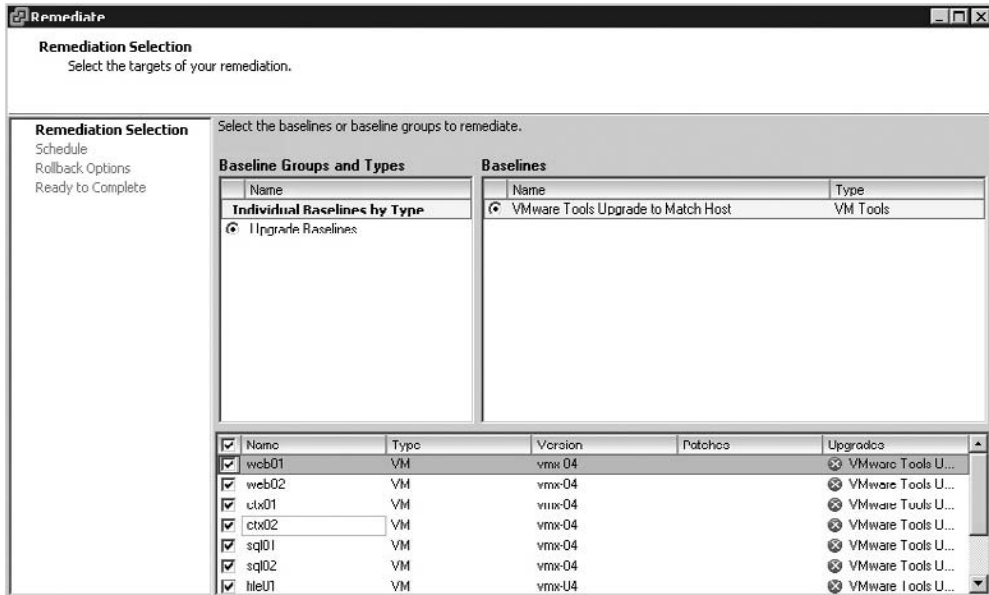 Remediate
Remediation Selection
Select the targets of your remediation.
Remediation Selection
Schedule
Rollback Options
Ready to Complete
Select the baselines or baseline groups to remediate.
Baseline Groups and Types
Name
Individual Baselines by Type
Upgrade Baselines
Baselines
Name Type
VMware Tools Upgrade to Match Host VM Tools
Name Type Version Patches Upgrades
web01 VM vmx-04 VMware Tools U...
web02 VM vmx-04 VMware Tools U...
ctx01 VM vmx-04 VMware Tools U...
ctx02 VM vmx-04 VMware Tools U...
sql01 VM vmx-04 VMware Tools U...
sql02 VM vmx-04 VMware Tools U...
file01 VM vmx-04 VMware Tools U...